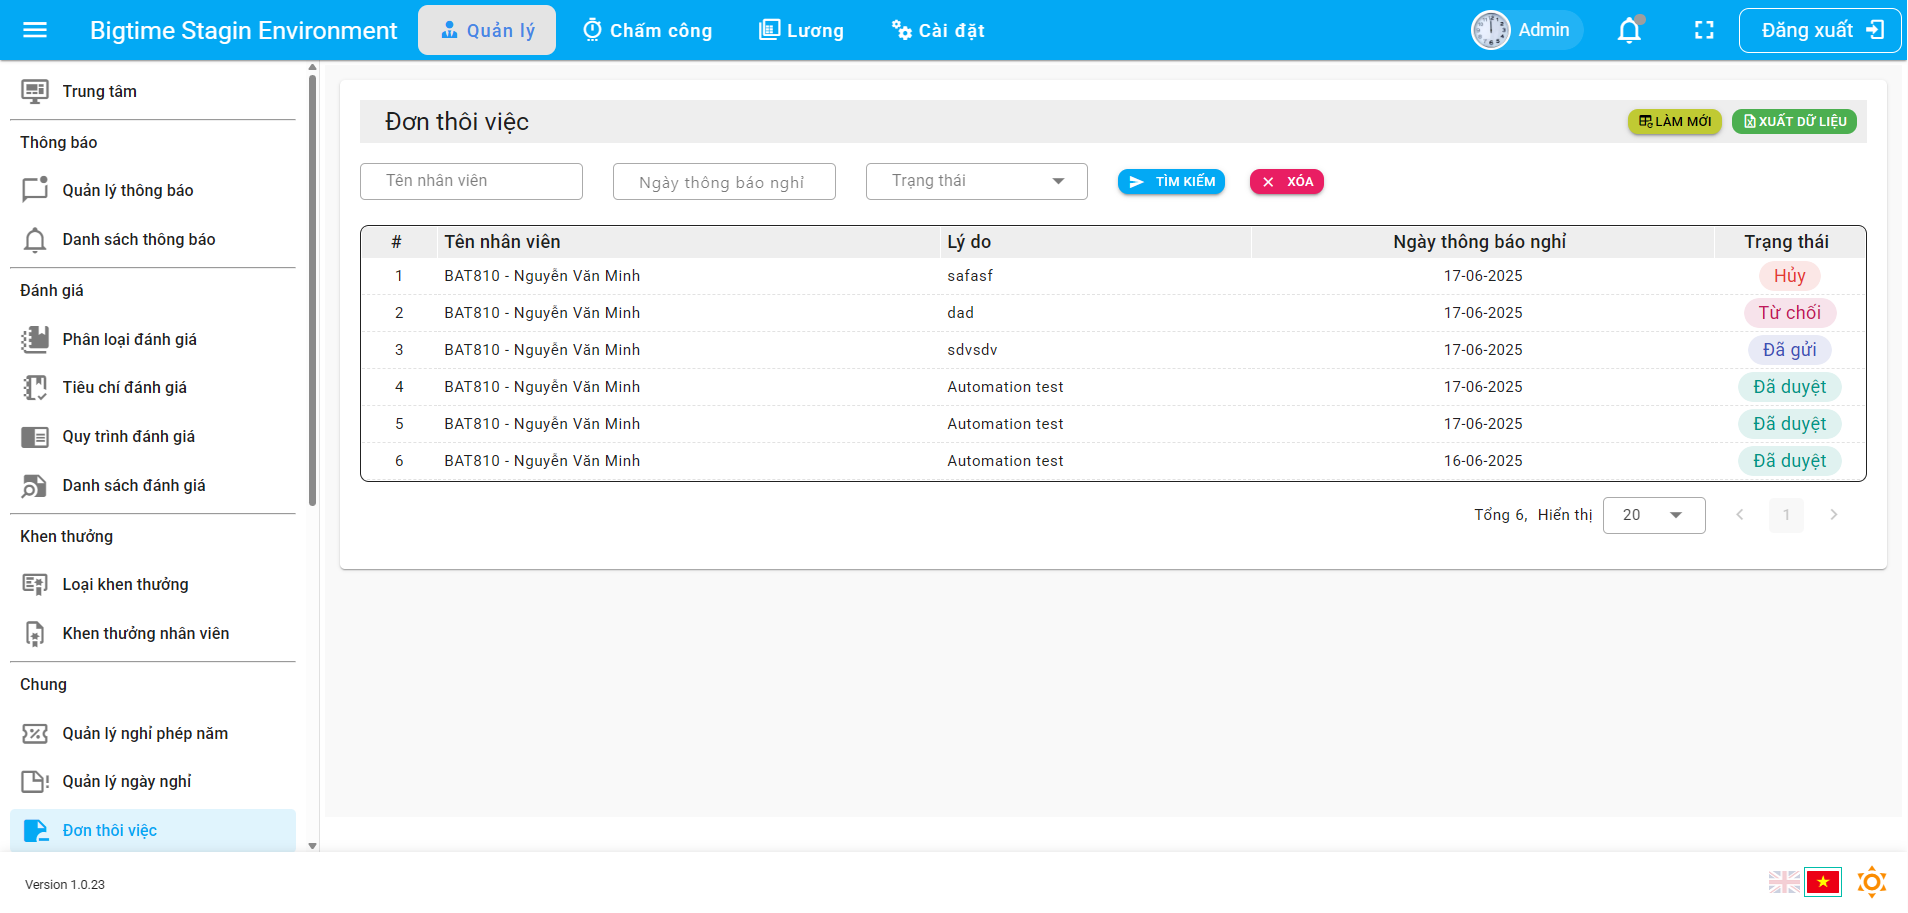 Bigtime Stagin Environment
Quản lý
Chấm công
Lương
Cài đặt
Admin
Đăng xuất
Trung tâm
Thông báo
Quản lý thông báo
Danh sách thông báo
Đánh giá
Phân loại đánh giá
Tiêu chí đánh giá
Quy trình đánh giá
Danh sách đánh giá
Khen thưởng
Loại khen thưởng
Khen thưởng nhân viên
Chung
Quản lý nghỉ phép năm
Quản lý ngày nghỉ
Đơn thôi việc
Đơn thôi việc
LÀM MỚI
XUẤT DỮ LIỆU
Tên nhân viên
Ngày thông báo nghỉ
Trạng thái
TÌM KIẾM
XÓA
# Tên nhân viên Lý do Ngày thông báo nghỉ Trạng thái
1 BAT810 - Nguyễn Văn Minh safasf 17-06-2025 Hủy
2 BAT810 - Nguyễn Văn Minh dad 17-06-2025 Từ chối
3 BAT810 - Nguyễn Văn Minh sdvsdv 17-06-2025 Đã gửi
4 BAT810 - Nguyễn Văn Minh Automation test 17-06-2025 Đã duyệt
5 BAT810 - Nguyễn Văn Minh Automation test 17-06-2025 Đã duyệt
6 BAT810 - Nguyễn Văn Minh Automation test 16-06-2025 Đã duyệt
Tổng 6, Hiển thị 20 1
Version 1.0.23